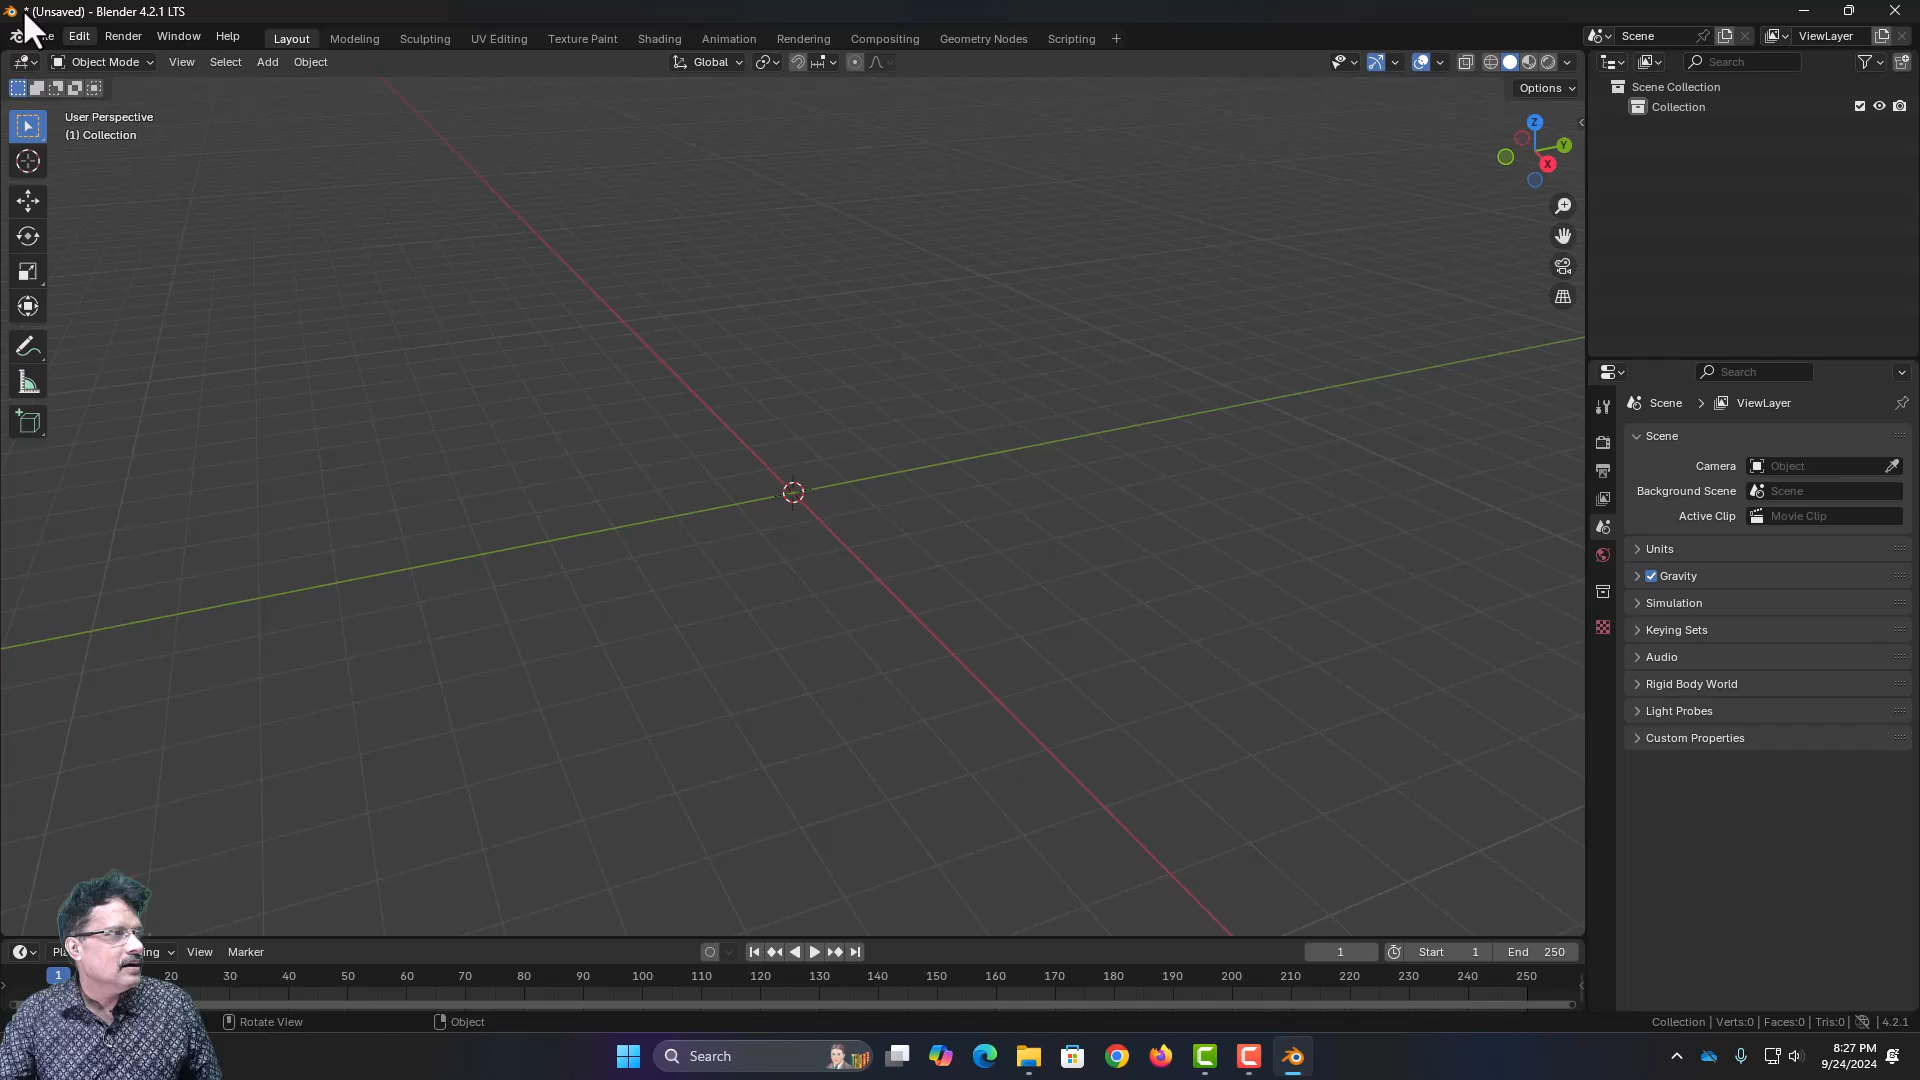 * (Unsaved) - Blender 4.2.1 LTS
Edit Render Window Help
Layout Modeling Sculpting UV Editing Texture Paint Shading Animation Rendering Compositing Geometry Nodes Scripting +
Scene
ViewLayer
Object Mode View Select Add Object
Global
Search
Options
User Perspective
(1) Collection
Z
Y
X
Scene Collection
Collection
Search
Scene > ViewLayer
Scene
Camera Object
Background Scene Scene
Active Clip Movie Clip
Units
Gravity
Simulation
Keying Sets
Audio
Rigid Body World
Light Probes
Custom Properties
View Marker
1
Start 1
End 250
1 20 30 40 50 60 70 80 90 100 110 120 130 140 150 160 170 180 190 200 210 220 230 240 250
Rotate View
Object
Collection | Verts:0 | Faces:0 | Tris:0 | 4.2.1
Search
8:27 PM
9/24/2024